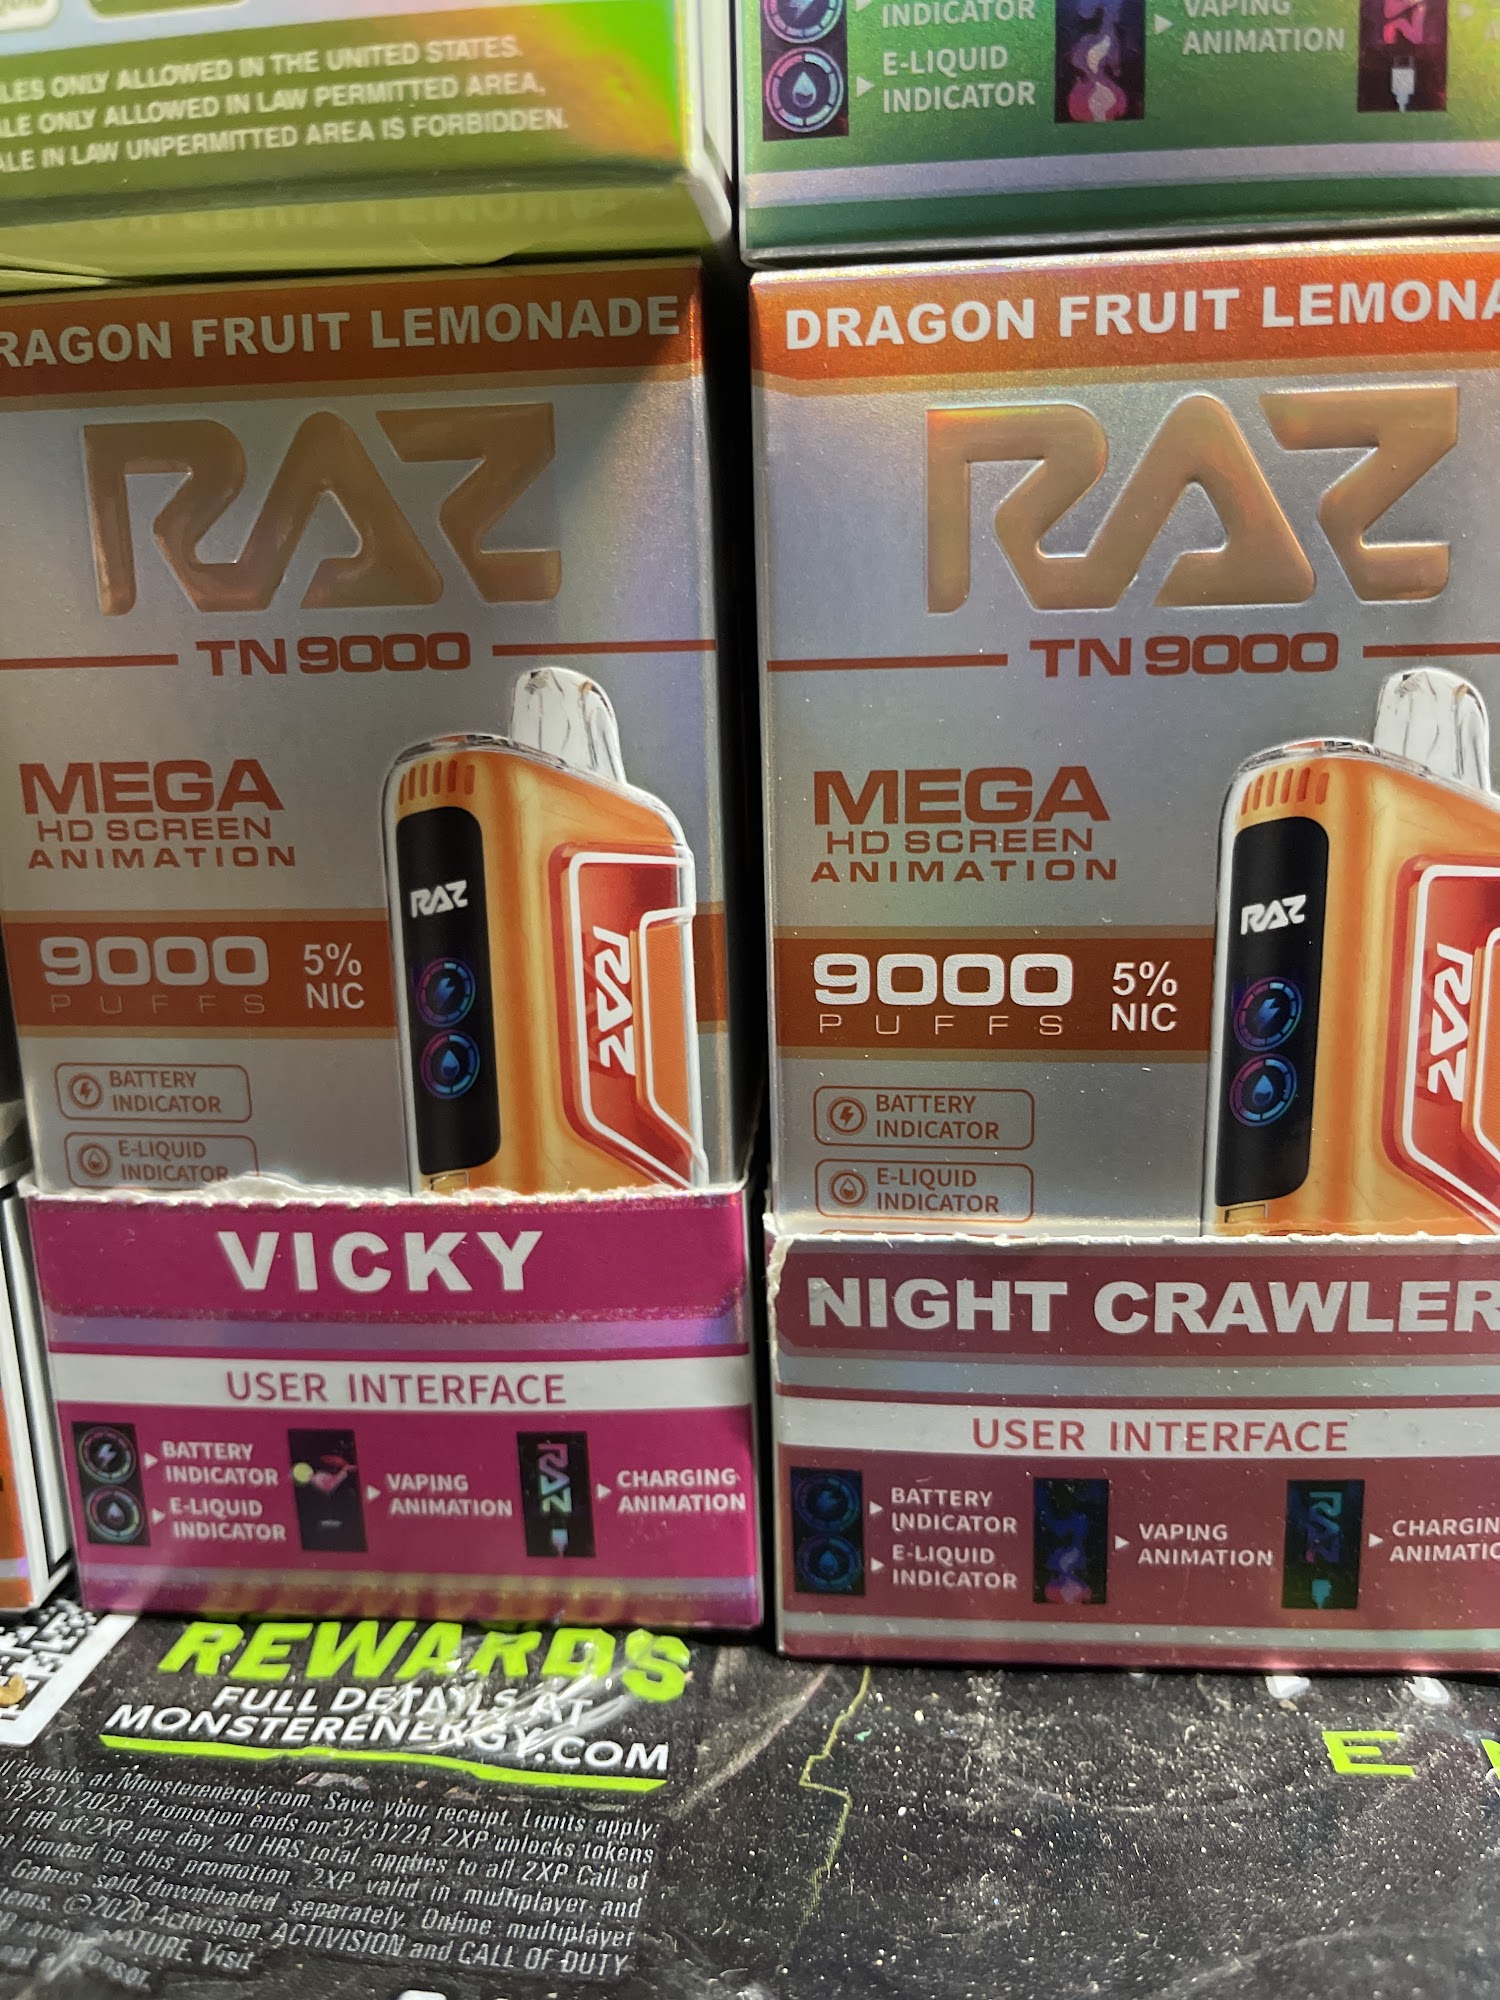 LES ONLY ALLOWED IN THE UNITED STATES.
LE ONLY ALLOWED IN LAW PERMITTED AREA,
ALE IN LAW UNPERMITTED AREA IS FORBIDDEN.
INDICATOR
E-LIQUID
INDICATOR
VAPING
ANIMATION
RAGON FRUIT LEMONADE
RAZ
TN9000
MEGA
HD SCREEN
ANIMATION
9000
PUFFS
5%
NIC
BATTERY
INDICATOR
E-LIQUID
INDICATOR
RAZ
RAZ
DRAGON FRUIT LEMONA
RAZ
TN9000
MEGA
HD SCREEN
ANIMATION
9000
PUFFS
5%
NIC
BATTERY
INDICATOR
E-LIQUID
INDICATOR
RAZ
RAZ
VICKY
USER INTERFACE
BATTERY
INDICATOR
E-LIQUID
INDICATOR
VAPING
ANIMATION
RAZ
CHARGING
ANIMATION
NIGHT CRAWLER
USER INTERFACE
BATTERY
INDICATOR
E-LIQUID
INDICATOR
VAPING
ANIMATION
RAZ
CHARGIN
ANIMATIO
REWARDS
FULL DETAILS AT
MONSTERENERGY.COM
details at Monsterenergy.com. Save your receipt. Limits apply.
12/31/2023. Promotion ends on 3/31/24. 2XP unlocks tokens
1 HR of 2XP per day, 40 HRS total, applies to all 2XP Call of
limited to this promotion. 2XP valid in multiplayer and
Games sold/downloaded separately. Online multiplayer
Activision. ACTIVISION and CALL OF DUTY
Visit
E